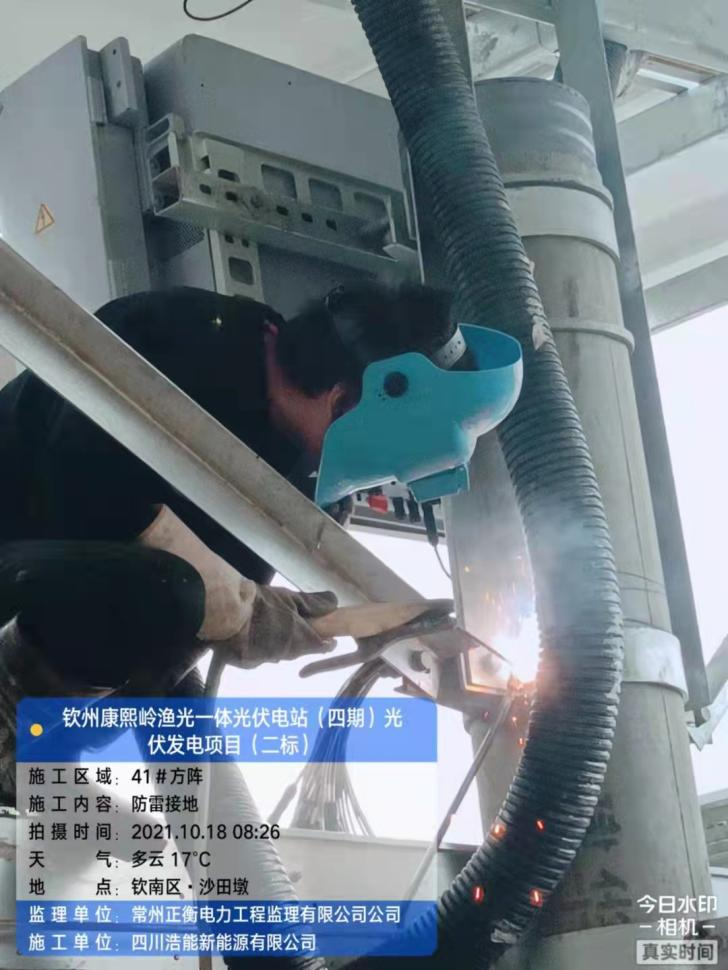 钦州康熙岭渔光一体光伏电站（四期）光
伏发电项目（二标）
施工区域：41#方阵
施工内容：防雷接地
拍摄时间：2021.10.18 08:26
天气：多云 17℃
地点：钦南区·沙田墩
监理单位：常州正衡电力工程监理有限公司公司
施工单位：四川浩能新能源有限公司
今日水印
－相机－
真实时间